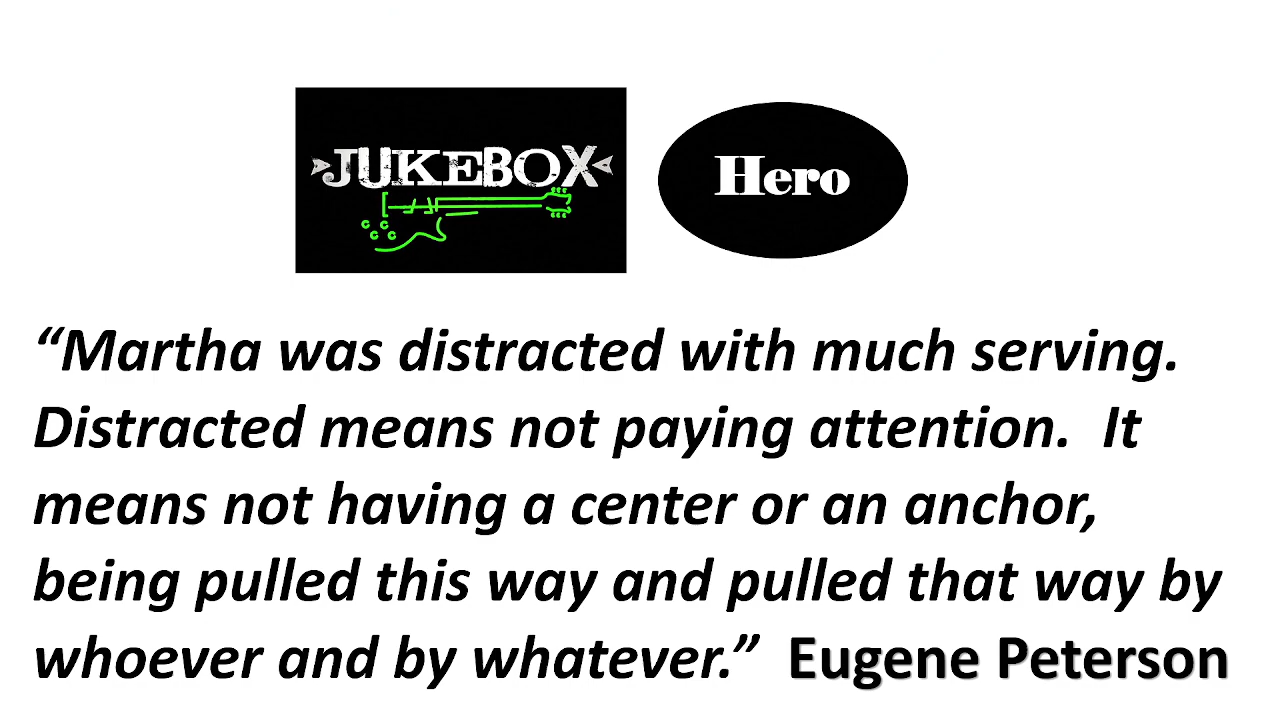 JUKEBOX
Hero
“Martha was distracted with much serving.
Distracted means not paying attention.  It
means not having a center or an anchor,
being pulled this way and pulled that way by
whoever and by whatever.”  Eugene Peterson